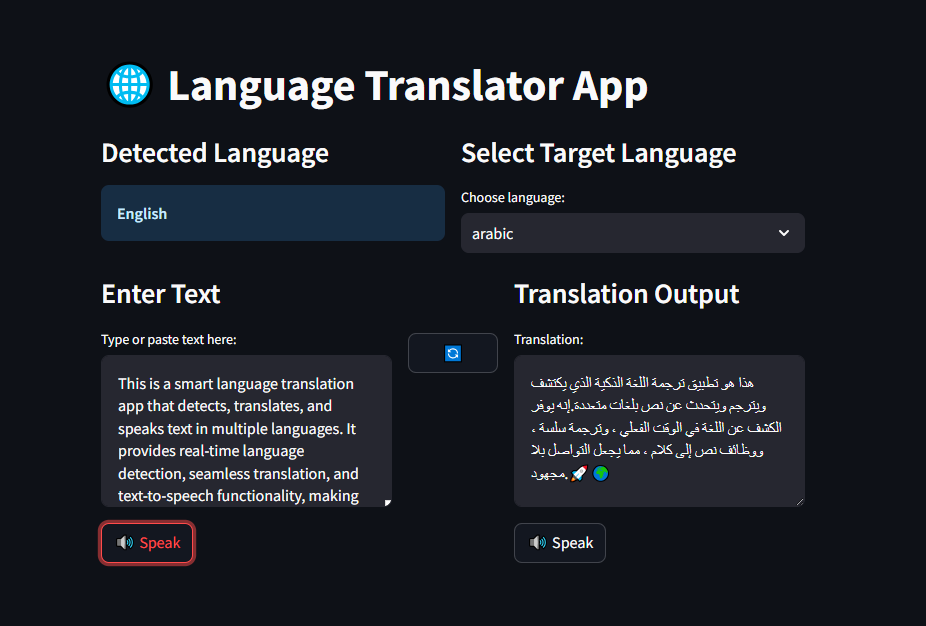 🌐 Language Translator App
Detected Language
Select Target Language
English
Choose language:
arabic
Enter Text
Translation Output
Type or paste text here:
Translation:
This is a smart language translation
app that detects, translates, and
speaks text in multiple languages. It
provides real-time language
detection, seamless translation, and
text-to-speech functionality, making
هذا هو تطبيق ترجمة اللغة الذكية الذي يكتشف
ويترجم ويتحدث عن نص بلغات متعددة.إنه يوفر
الكشف عن اللغة في الوقت الفعلي ، وترجمة سلسة ،
ووظائف نص إلى كلام ، مما يجعل التواصل بلا
مجهود.🚀 🌍
🔊 Speak
🔊 Speak